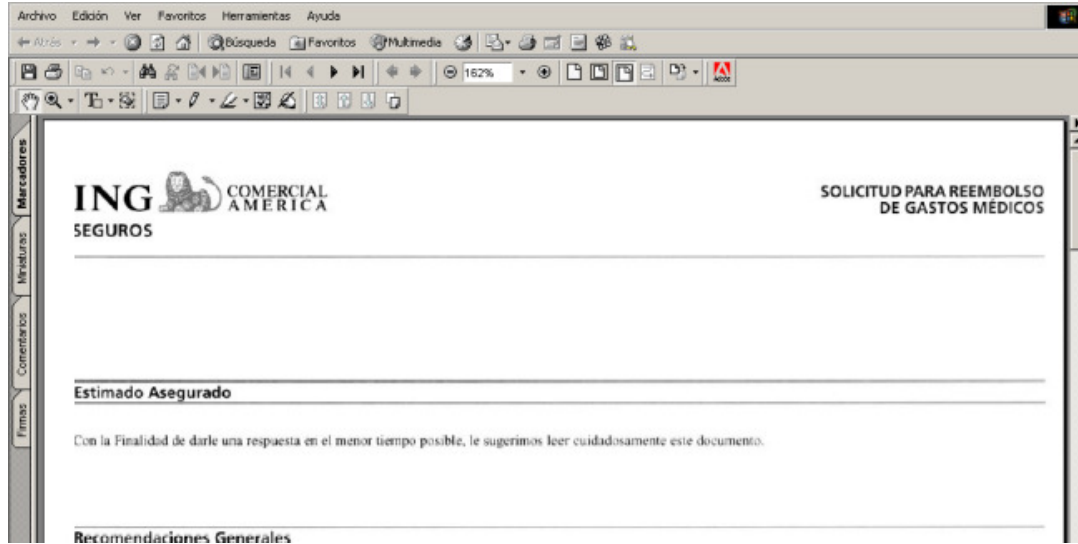 Archivo Edición Ver Favoritos Herramientas Ayuda
Atrás Búsqueda Favoritos Multimedia
162%
Adobe
Marcadores
Miniaturas
Comentarios
Firmas
ING COMERCIAL AMERICA
SEGUROS
SOLICITUD PARA REEMBOLSO
DE GASTOS MÉDICOS
Estimado Asegurado
Con la Finalidad de darle una respuesta en el menor tiempo posible, le sugerimos leer cuidadosamente este documento.
Recomendaciones Generales